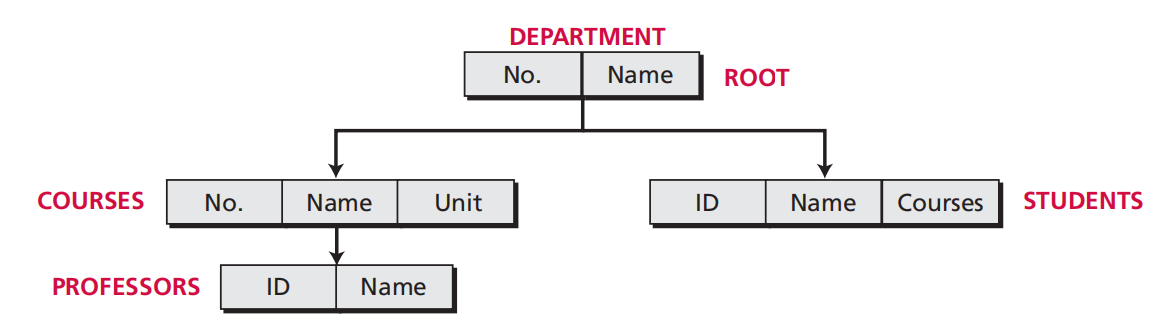 DEPARTMENT
No. Name ROOT
COURSES No. Name Unit
ID Name Courses STUDENTS
PROFESSORS ID Name